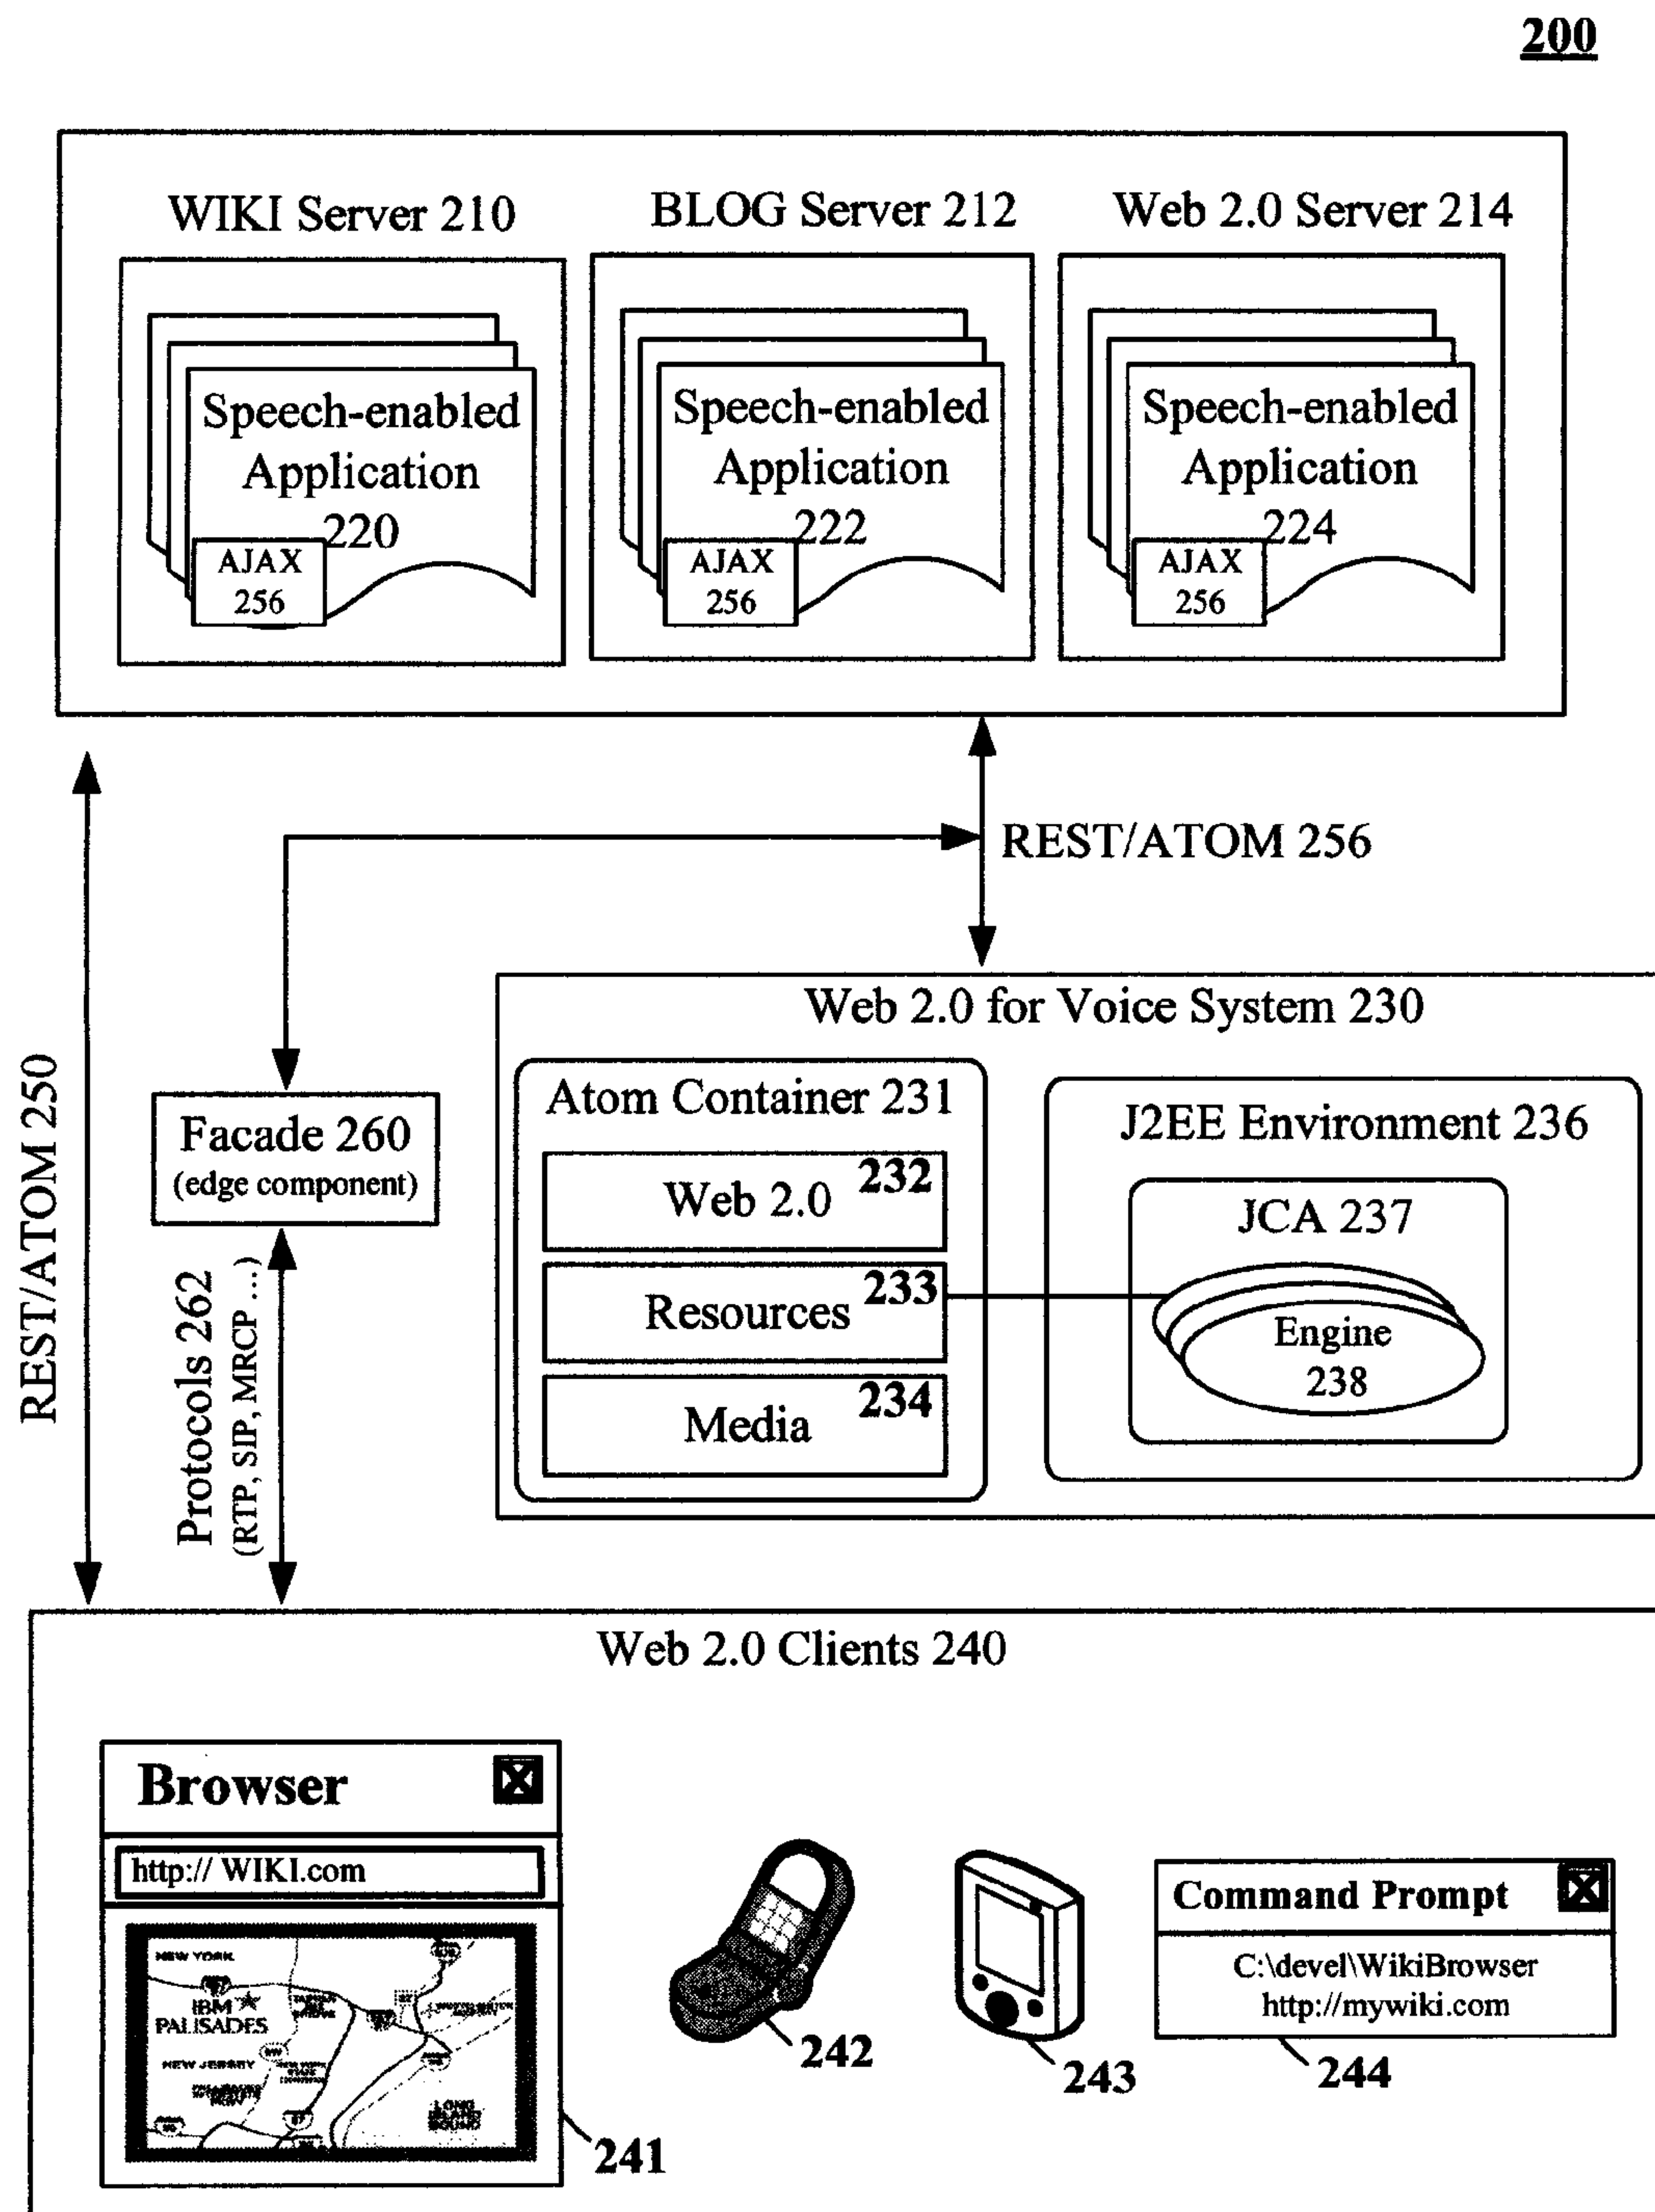 200
WIKI Server 210
BLOG Server 212
Web 2.0 Server 214
Speech-enabled
Application
220
AJAX
256
Speech-enabled
Application
222
AJAX
256
Speech-enabled
Application
224
AJAX
256
REST/ATOM 256
REST/ATOM 250
Facade 260
(edge component)
Protocols 262
(RTP, SIP, MRCP ...)
Web 2.0 for Voice System 230
Atom Container 231
232
Web 2.0
233
Resources
234
Media
J2EE Environment 236
JCA 237
Engine
238
Web 2.0 Clients 240
Browser
http:// WIKI.com
NEW YORK
IBM
PALISADES
NEW JERSEY
LONG
ISLAND
SOUND
241
242
243
Command Prompt
C:\devel\WikiBrowser
http://mywiki.com
244